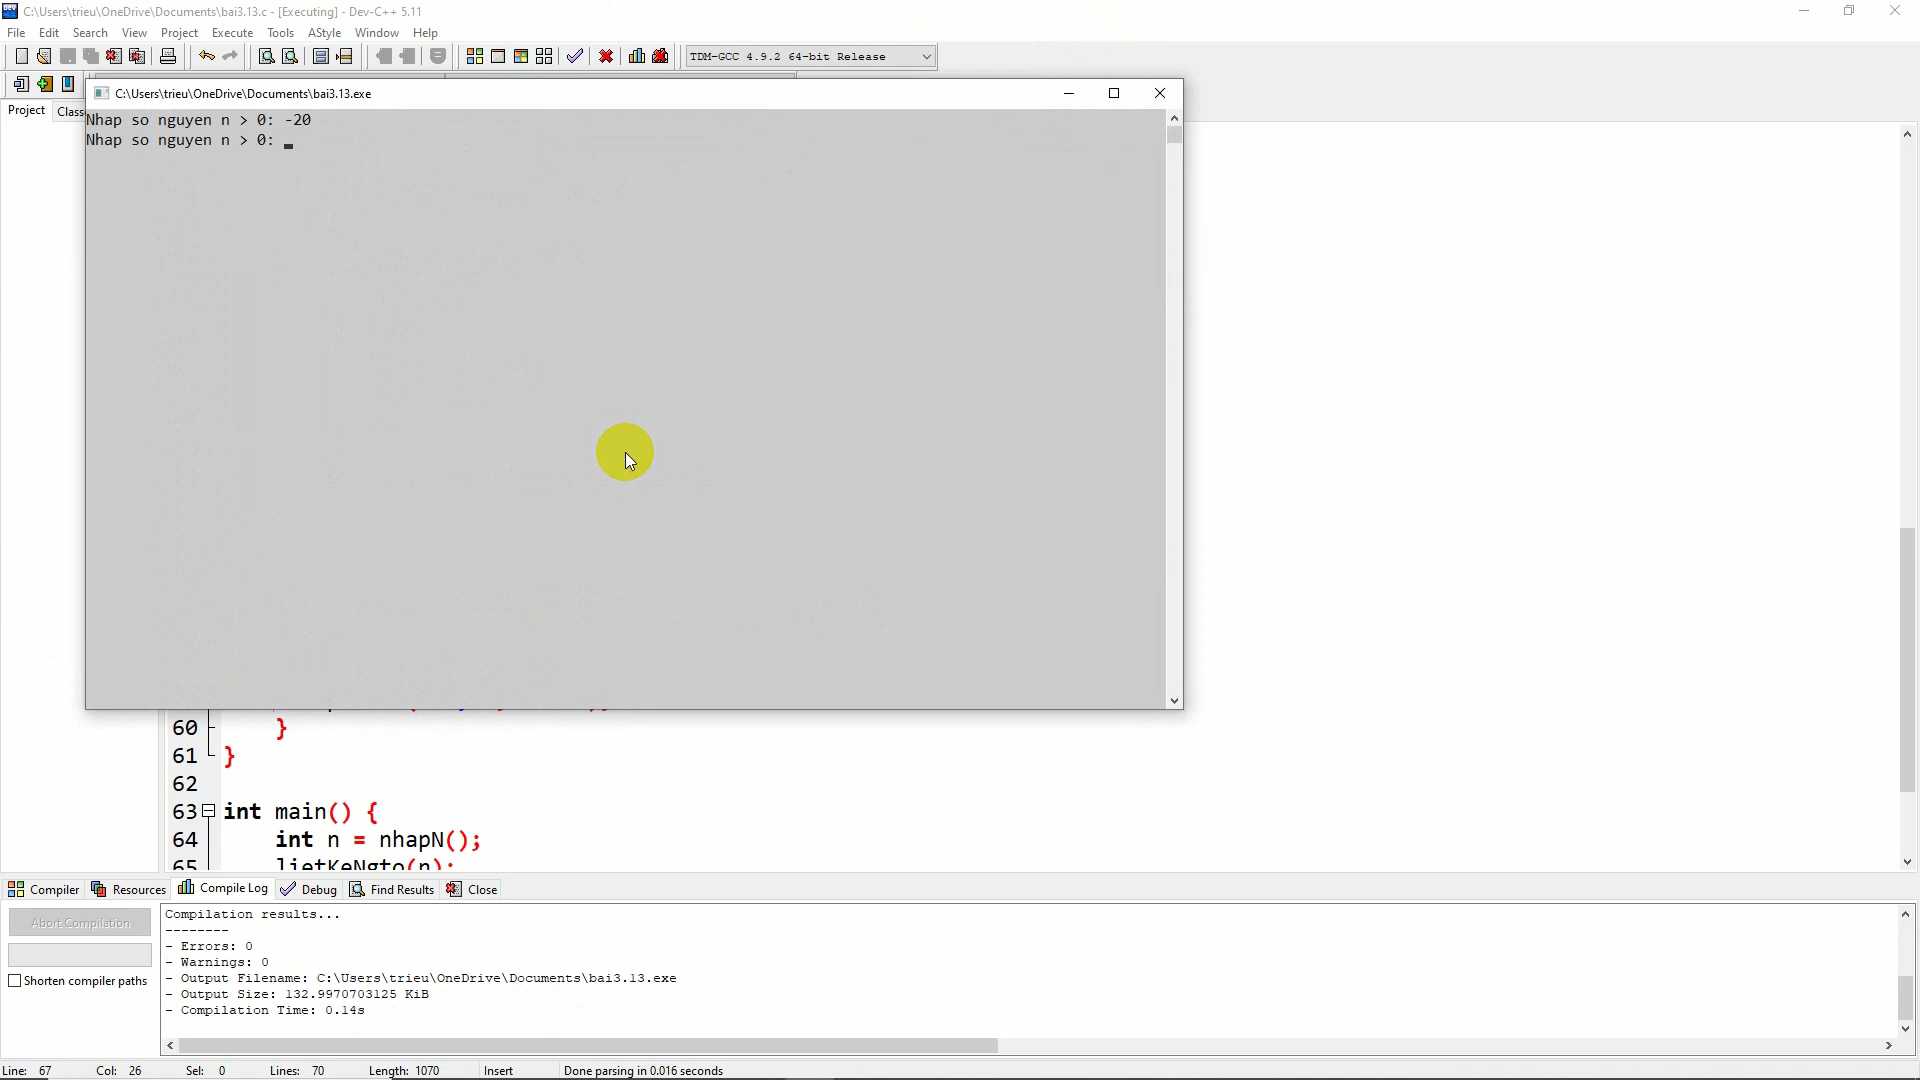 C:\Users\trieu\OneDrive\Documents\bai3.13.c - [Executing] - Dev-C++ 5.11
File Edit Search View Project Execute Tools AStyle Window Help
TDM-GCC 4.9.2 64-bit Release
C:\Users\trieu\OneDrive\Documents\bai3.13.exe
Project Class
Nhap so nguyen n > 0: -20
Nhap so nguyen n > 0:
60 }
61 }
62
63 int main() {
64 int n = nhapN();
65 lietKeNgto(n);
Compiler Resources Compile Log Debug Find Results Close
Abort Compilation
Shorten compiler paths
Compilation results...
--------
- Errors: 0
- Warnings: 0
- Output Filename: C:\Users\trieu\OneDrive\Documents\bai3.13.exe
- Output Size: 132.9970703125 KiB
- Compilation Time: 0.14s
Line: 67 Col: 26 Sel: 0 Lines: 70 Length: 1070 Insert Done parsing in 0.016 seconds